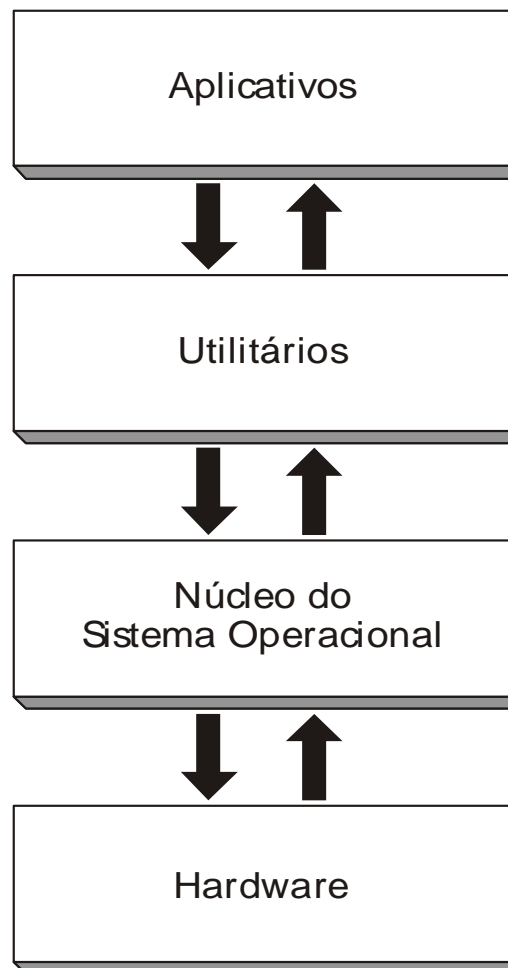 Aplicativos
Utilitários
Núcleo do
Sistema Operacional
Hardware